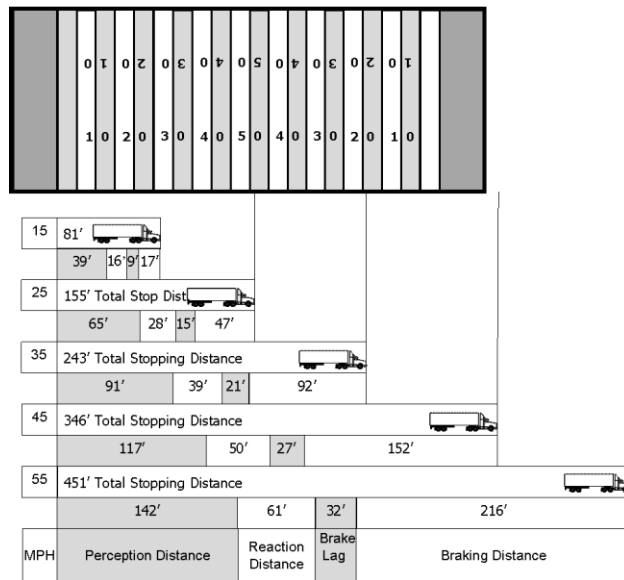 0 1 0 2 0 3 0 4 0 5 0 4 0 3 0 2 0 1
1 0 2 0 3 0 4 0 5 0 4 0 3 0 2 0 1 0
15 81'
39' 16' 9' 17'
25 155' Total Stop Dist
65' 28' 15' 47'
35 243' Total Stopping Distance
91' 39' 21' 92'
45 346' Total Stopping Distance
117' 50' 27' 152'
55 451' Total Stopping Distance
142' 61' 32' 216'
MPH Perception Distance Reaction Distance Brake Lag Braking Distance